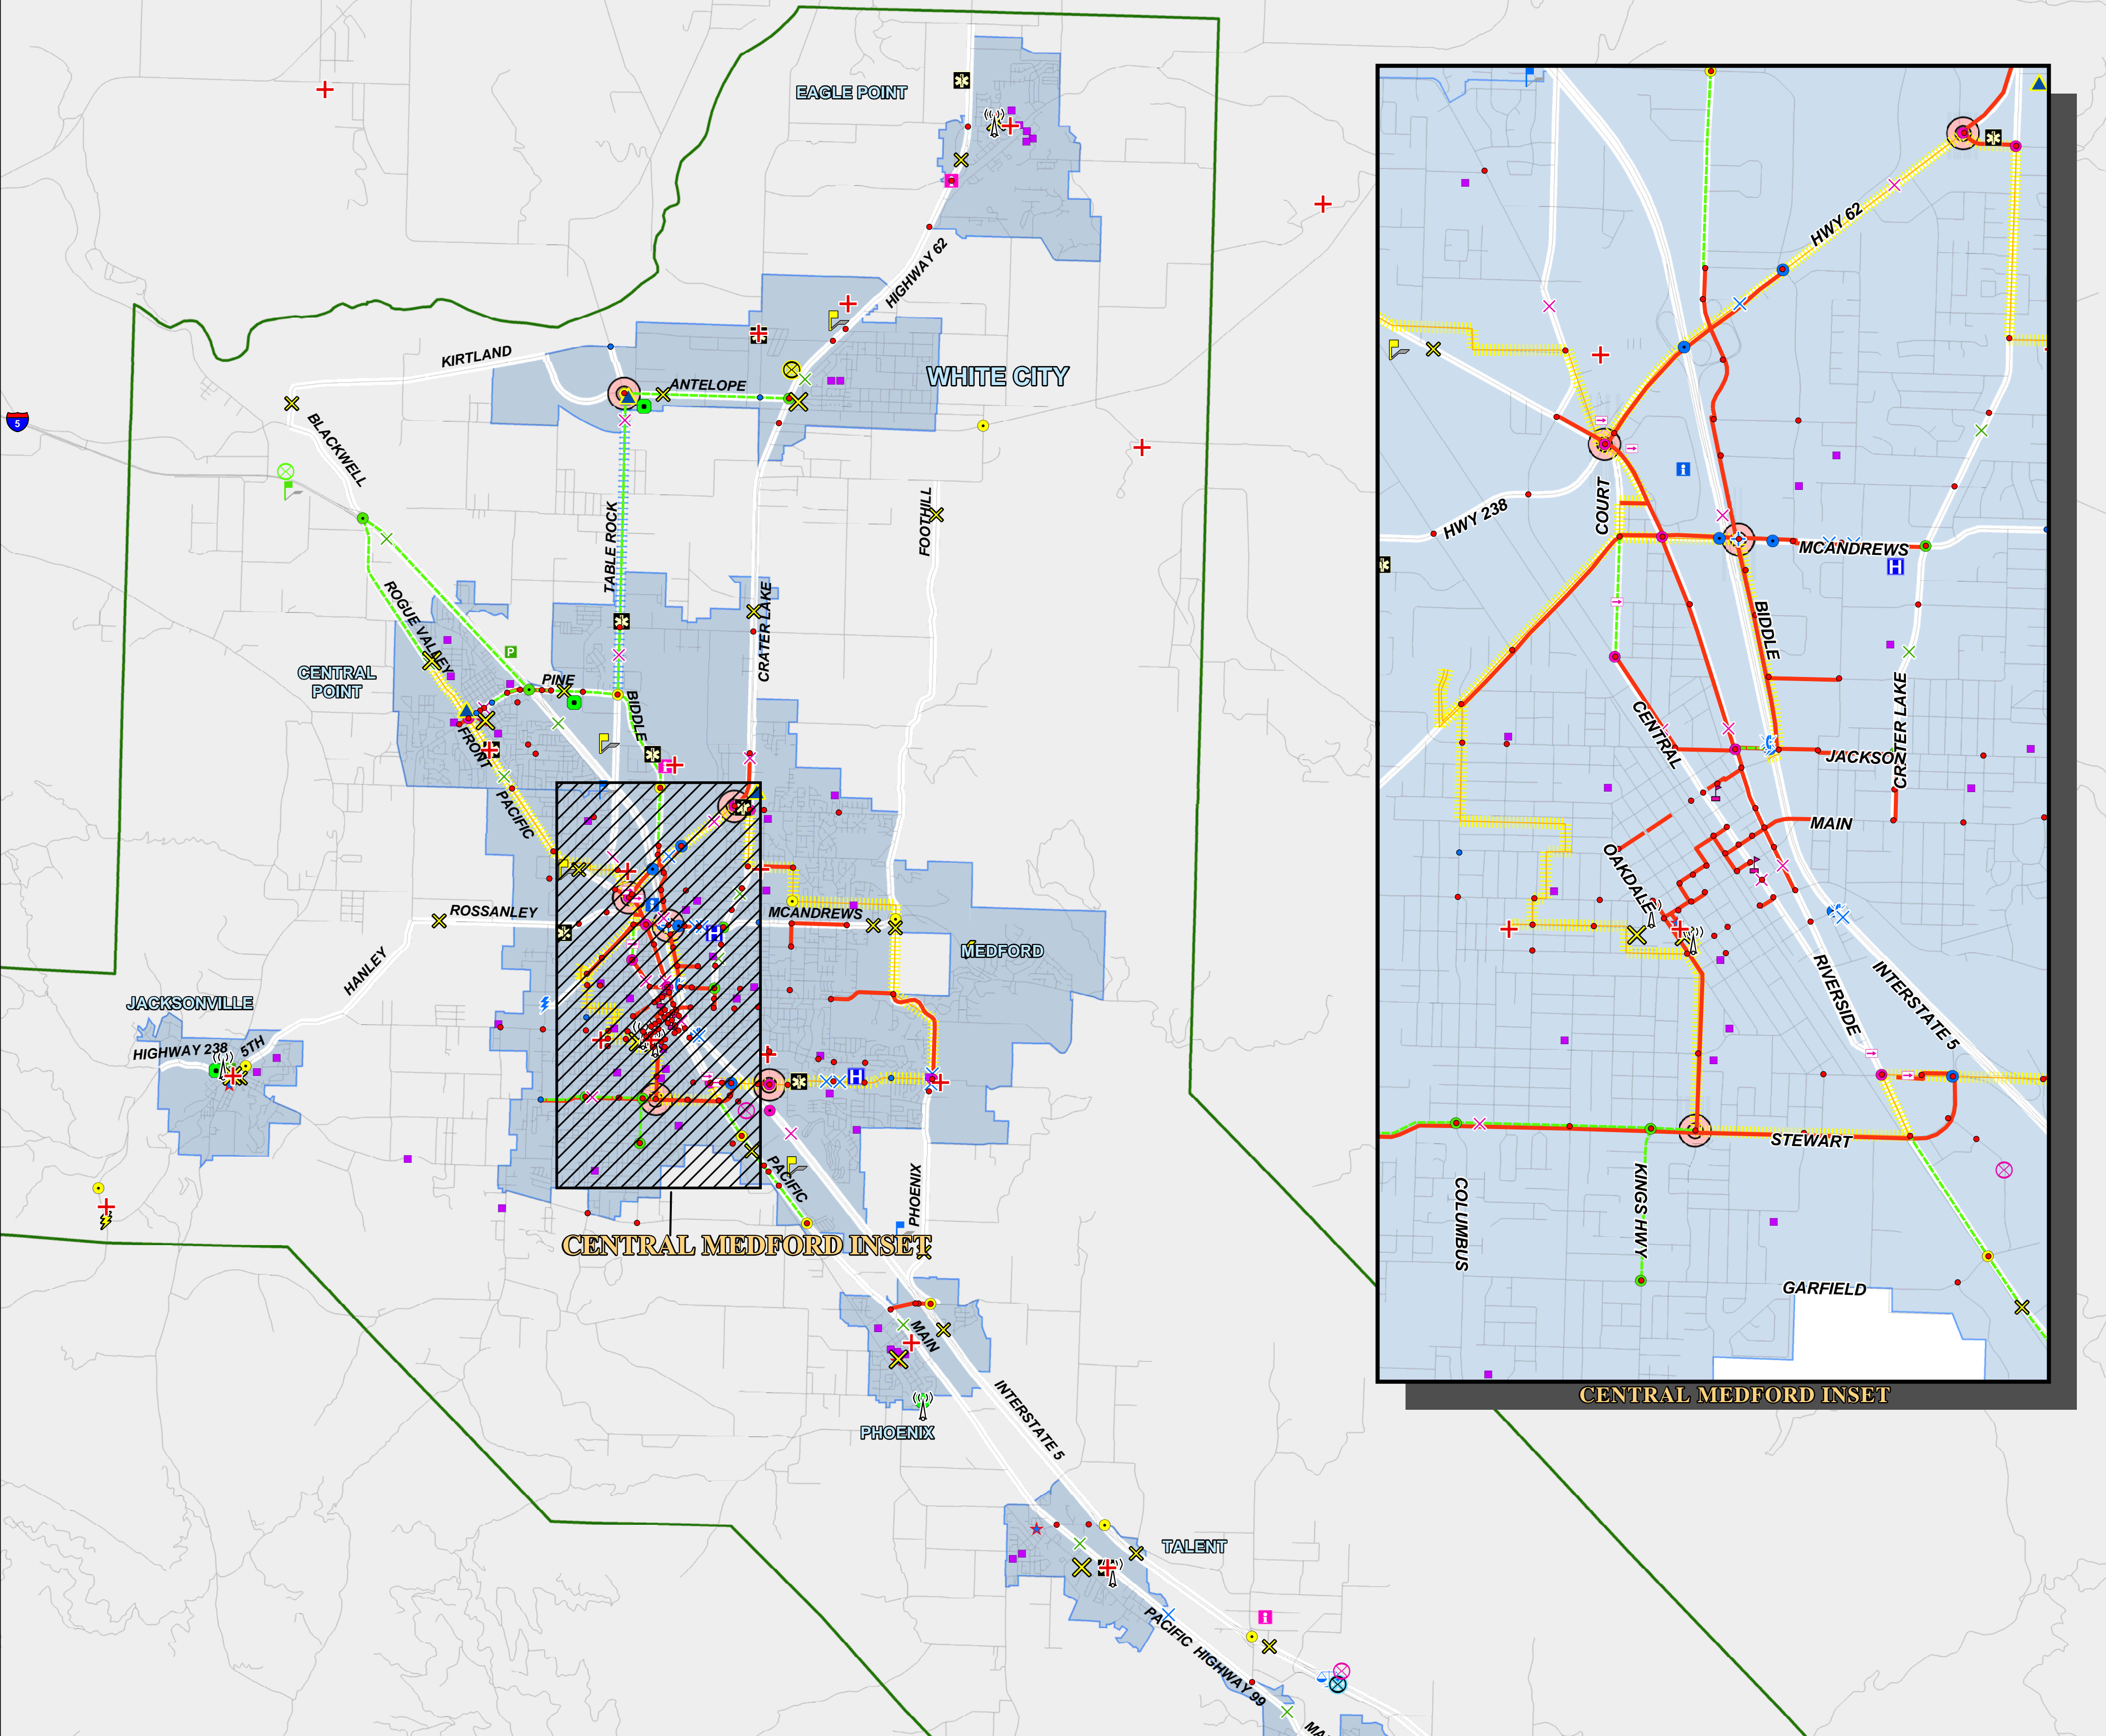 EAGLE POINT
HIGHWAY 62
KIRTLAND
ANTELOPE
WHITE CITY
5
BLACKWELL
TABLE ROCK
FOOTHILL
ROGUE VALLEY
CRATER LAKE
P
CENTRAL
POINT
PINE
BIDDLE
FRONT
PACIFIC
ROSSANLEY
MCANDREWS
H
MEDFORD
HANLEY
JACKSONVILLE
HIGHWAY 238
5TH
H
PACIFIC
PHOENIX
CENTRAL MEDFORD INSET
MAIN
INTERSTATE 5
PHOENIX
TALENT
PACIFIC HIGHWAY 99
HWY 62
COURT
HWY 238
MCANDREWS
H
BIDDLE
CENTRAL
JACKSON
CRATER LAKE
MAIN
OAKDALE
RIVERSIDE
INTERSTATE 5
STEWART
COLUMBUS
KINGS HWY
GARFIELD
CENTRAL MEDFORD INSET